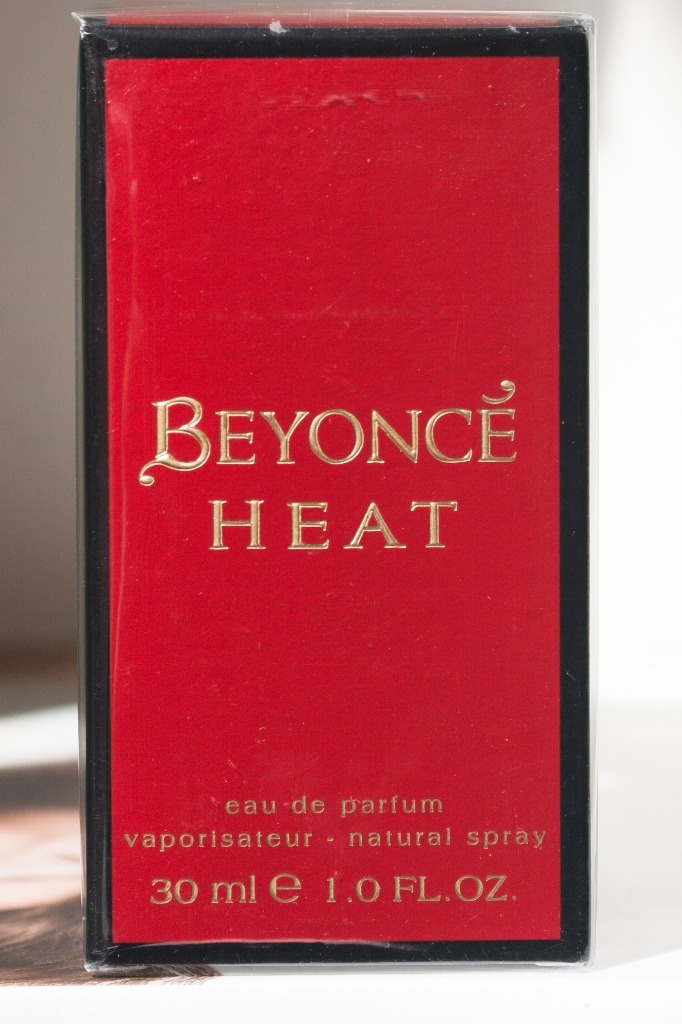 BEYONCÉ
HEAT
eau de parfum
vaporisateur - natural spray
30 ml ℮ 1.0 FL.OZ.